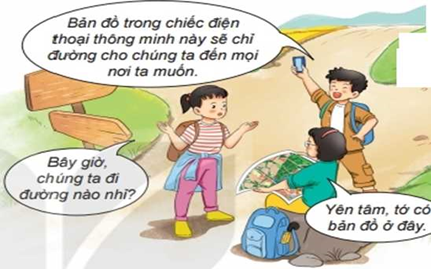 Bản đồ trong chiếc điện
thoại thông minh này sẽ chỉ
đường cho chúng ta đến mọi
nơi ta muốn.
Bây giờ,
chúng ta đi
đường nào nhỉ?
Yên tâm, tớ có
bản đồ ở đây.